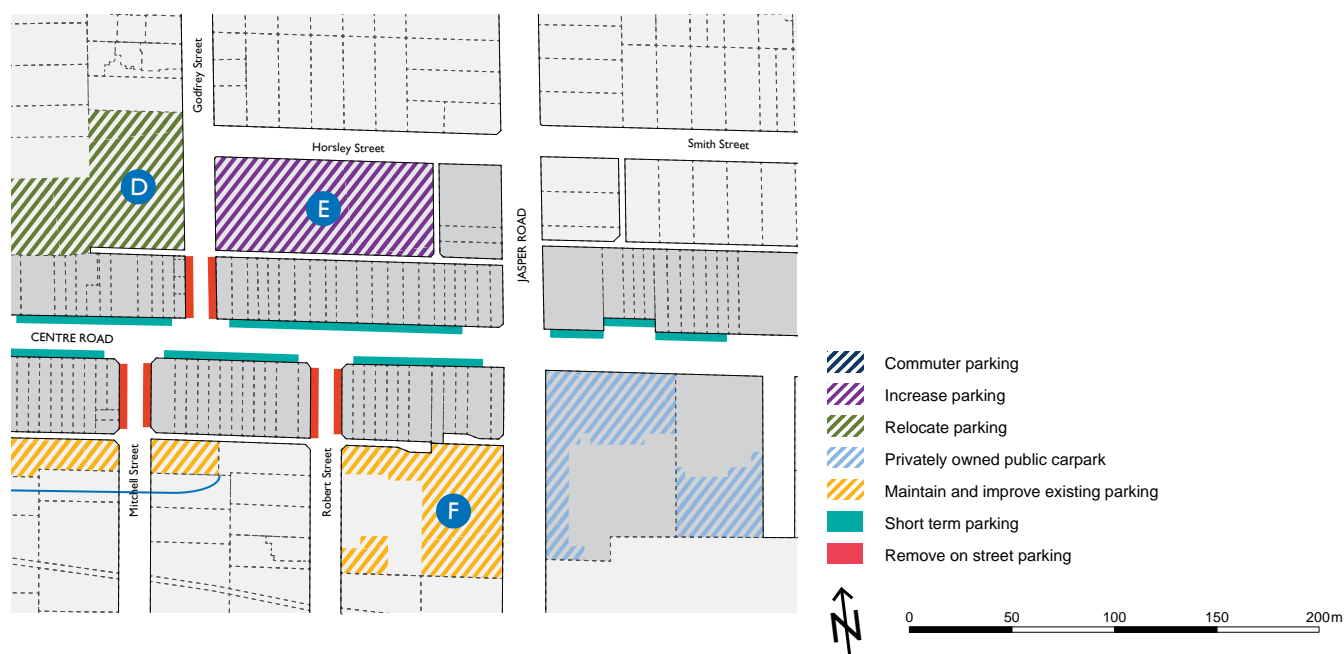 Godfrey Street
Horsley Street
Smith Street
D
E
JASPER ROAD
CENTRE ROAD
Mitchell Street
Robert Street
F
Commuter parking
Increase parking
Relocate parking
Privately owned public carpark
Maintain and improve existing parking
Short term parking
Remove on street parking
N
0 50 100 150 200m